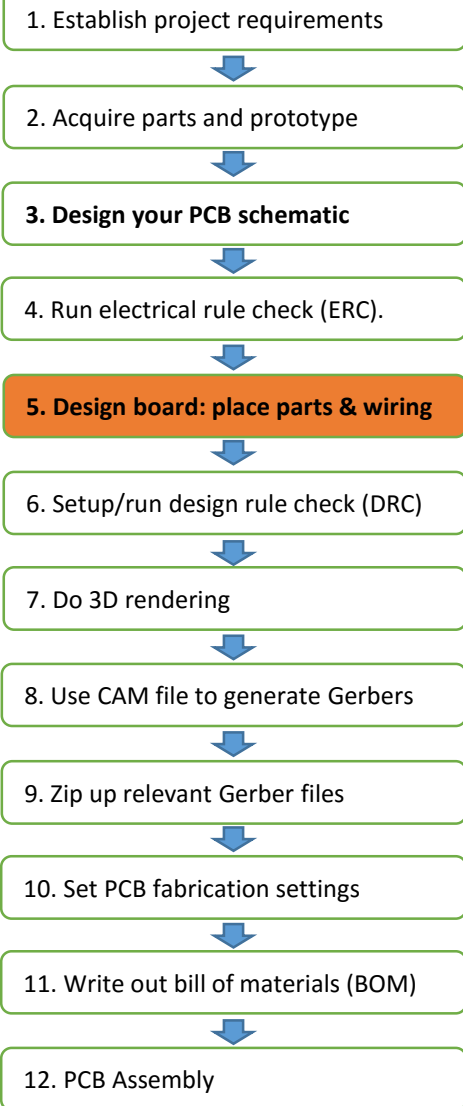 1. Establish project requirements
2. Acquire parts and prototype
3. Design your PCB schematic
4. Run electrical rule check (ERC).
5. Design board: place parts & wiring
6. Setup/run design rule check (DRC)
7. Do 3D rendering
8. Use CAM file to generate Gerbers
9. Zip up relevant Gerber files
10. Set PCB fabrication settings
11. Write out bill of materials (BOM)
12. PCB Assembly